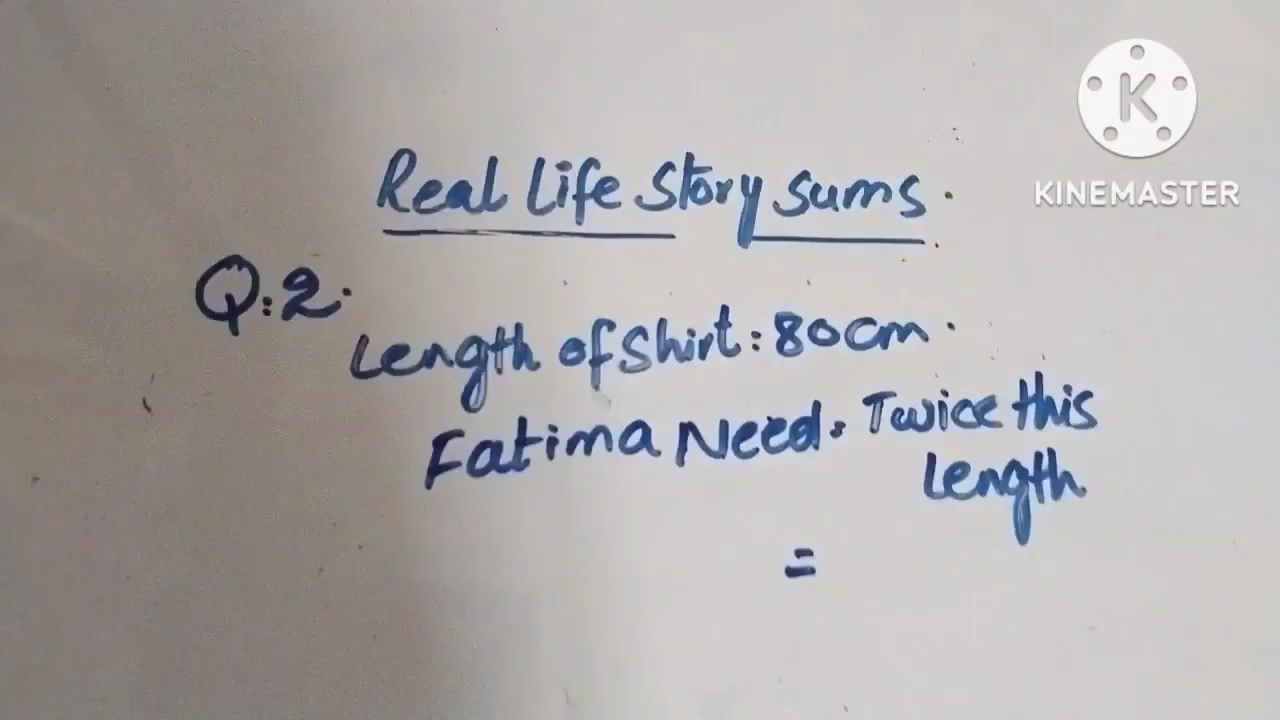 K
KINEMASTER
Real Life Story Sums.
Q:2.
Length of Shirt: 80cm.
Fatima Need: Twice this
Length
=